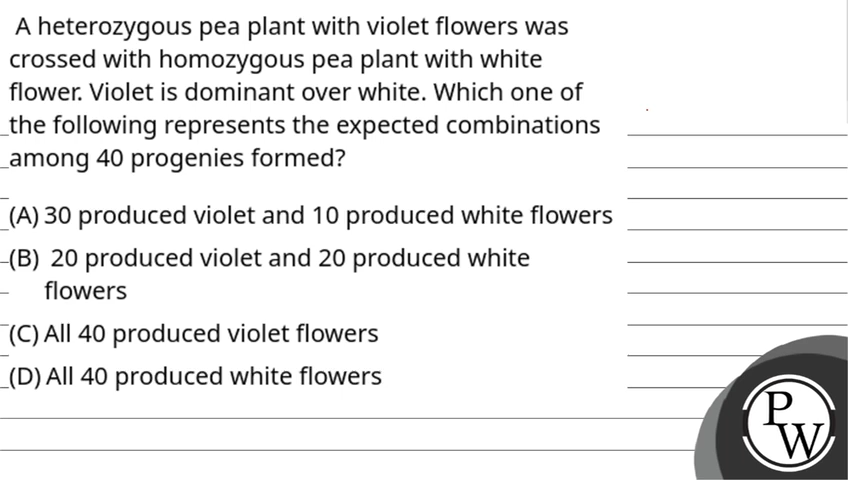 A heterozygous pea plant with violet flowers was
crossed with homozygous pea plant with white
flower. Violet is dominant over white. Which one of
the following represents the expected combinations
among 40 progenies formed?
(A) 30 produced violet and 10 produced white flowers
(B) 20 produced violet and 20 produced white
flowers
(C) All 40 produced violet flowers
(D) All 40 produced white flowers
P
W